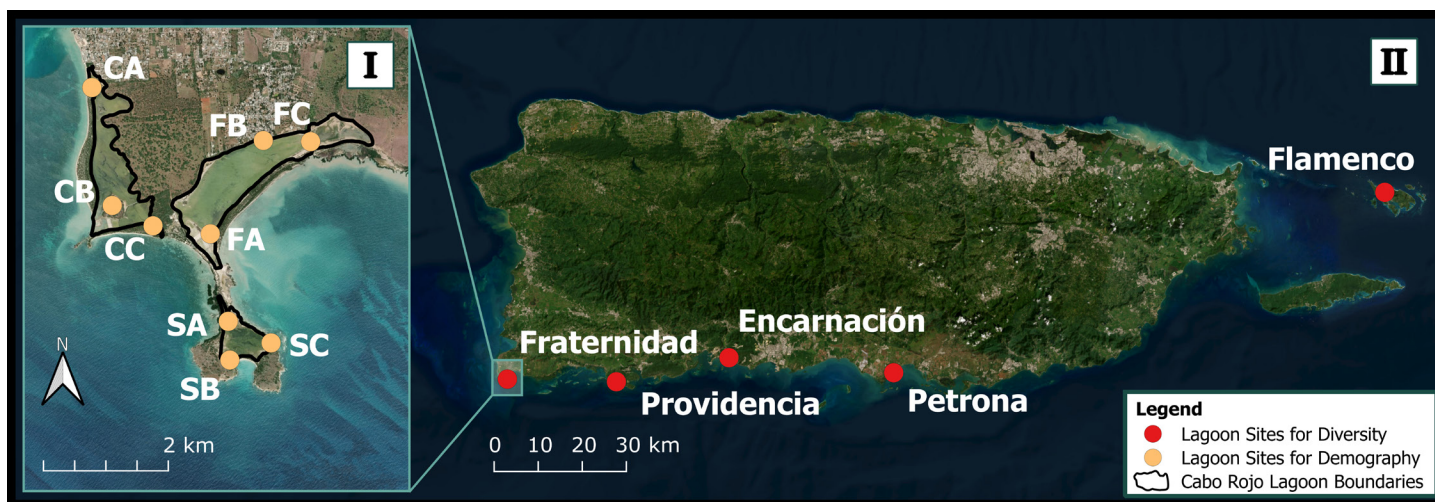 I
CA
FB
FC
CB
CC
FA
SA
SC
SB
N
2 km
II
Flamenco
Encarnación
Fraternidad
Providencia
Petrona
0 10 20 30 km
Legend
Lagoon Sites for Diversity
Lagoon Sites for Demography
Cabo Rojo Lagoon Boundaries